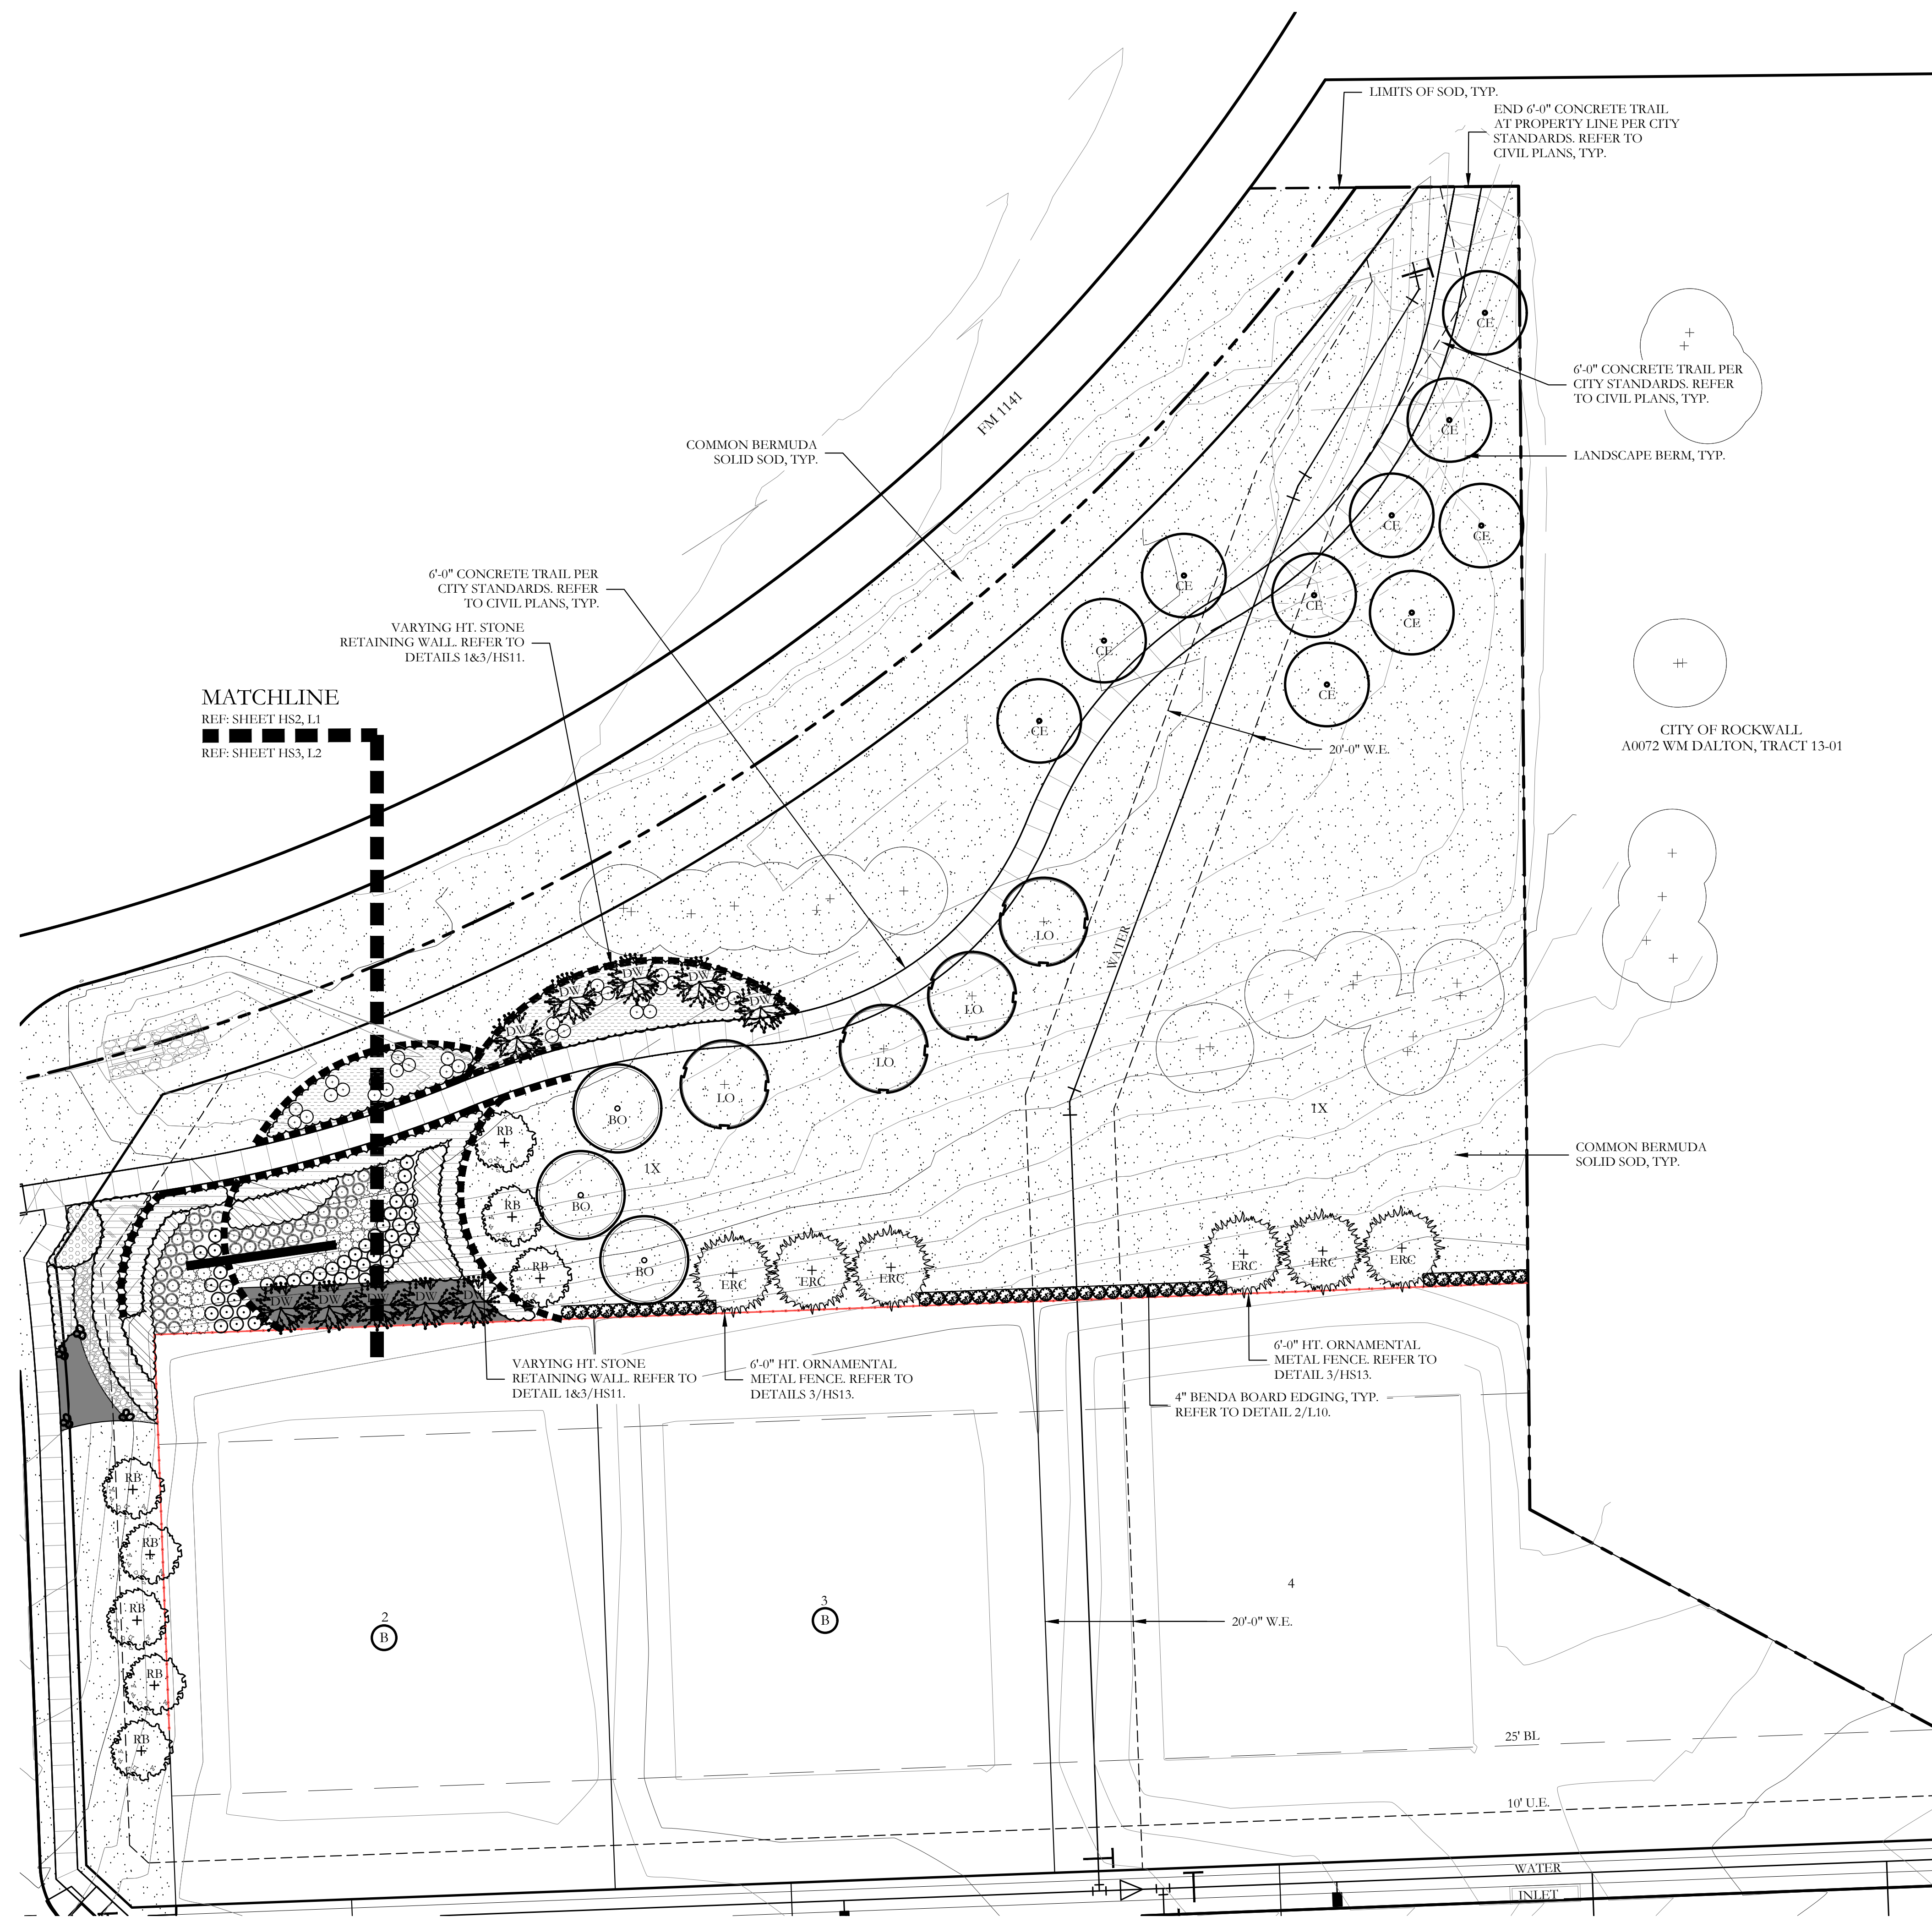 LIMITS OF SOD, TYP.
END 6'-0" CONCRETE TRAIL
AT PROPERTY LINE PER CITY
STANDARDS. REFER TO
CIVIL PLANS, TYP.
CE
6'-0" CONCRETE TRAIL PER
CITY STANDARDS. REFER
TO CIVIL PLANS, TYP.
FM 1141
CE
COMMON BERMUDA
SOLID SOD, TYP.
LANDSCAPE BERM, TYP.
CE
CE
6'-0" CONCRETE TRAIL PER
CITY STANDARDS. REFER
TO CIVIL PLANS, TYP.
CE
CE
CE
VARYING HT. STONE
RETAINING WALL. REFER TO
DETAILS 1&3/HS11.
CE
CE
MATCHLINE
REF: SHEET HS2, L1
REF: SHEET HS3, L2
CE
CITY OF ROCKWALL
A0072 WM DALTON, TRACT 13-01
20'-0" W.E.
LO
WATER
DW
DW
DW
DW
DW
LO
LO
LO
BO
1X
RB
COMMON BERMUDA
SOLID SOD, TYP.
1X
RB
BO
RB
BO
ERC
ERC
ERC
ERC
ERC
ERC
DW
DW
DW
DW
DW
VARYING HT. STONE
RETAINING WALL. REFER TO
DETAIL 1&3/HS11.
6'-0" HT. ORNAMENTAL
METAL FENCE. REFER TO
DETAILS 3/HS13.
6'-0" HT. ORNAMENTAL
METAL FENCE. REFER TO
DETAIL 3/HS13.
4" BENDA BOARD EDGING, TYP.
REFER TO DETAIL 2/L10.
RB
RB
RB
RB
RB
2
B
3
B
4
20'-0" W.E.
25' BL
10' U.E.
WATER
INLET